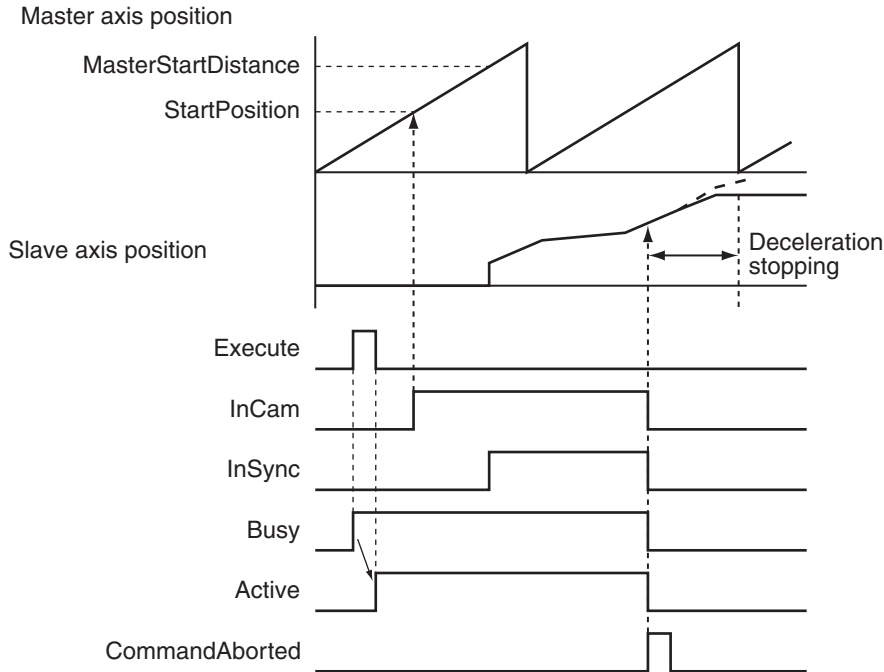 Master axis position
MasterStartDistance
StartPosition
Slave axis position
Deceleration
stopping
Execute
InCam
InSync
Busy
Active
CommandAborted